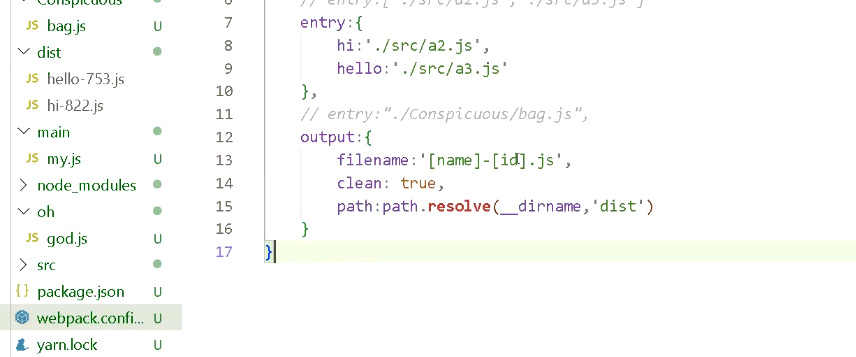 Conspicuous
JS bag.js U
dist
JS hello-753.js
JS hi-822.js
main
JS my.js U
node_modules
oh
JS god.js U
src
{} package.json U
webpack.confi... U
yarn.lock U
6 // entry:['./src/a2.js','./src/a3.js']
7 entry:{
8 hi:'./src/a2.js',
9 hello:'./src/a3.js'
10 },
11 // entry:"./Conspicuous/bag.js",
12 output:{
13 filename:'[name]-[id].js',
14 clean: true,
15 path:path.resolve(__dirname,'dist')
16 }
17 }